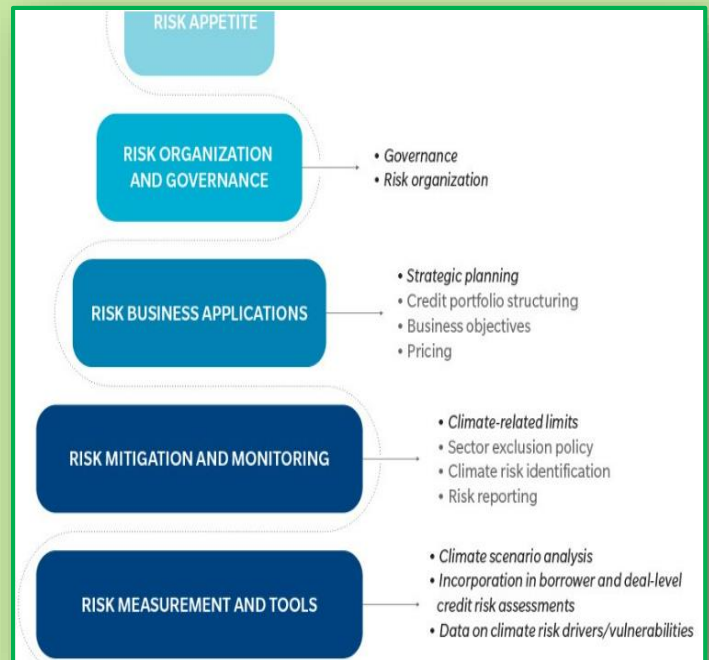 RISK APPETITE
RISK ORGANIZATION
AND GOVERNANCE
• Governance
• Risk organization
RISK BUSINESS APPLICATIONS
• Strategic planning
• Credit portfolio structuring
• Business objectives
• Pricing
RISK MITIGATION AND MONITORING
• Climate-related limits
• Sector exclusion policy
• Climate risk identification
• Risk reporting
RISK MEASUREMENT AND TOOLS
• Climate scenario analysis
• Incorporation in borrower and deal-level
credit risk assessments
• Data on climate risk drivers/vulnerabilities